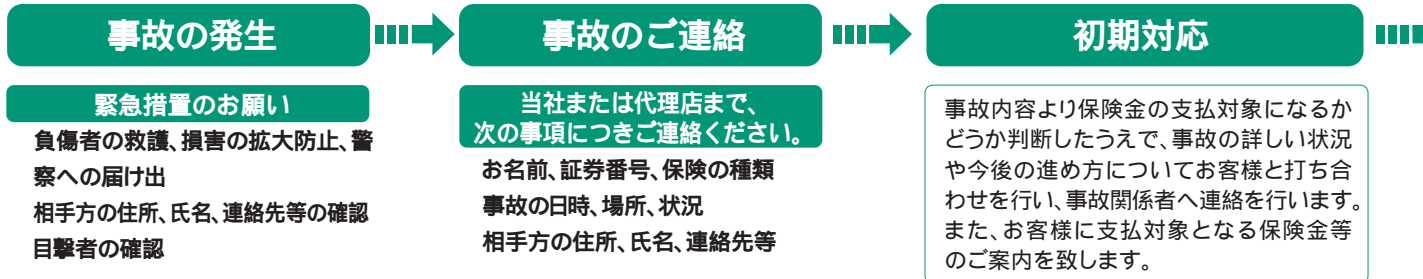 事故の発生
緊急措置のお願い
負傷者の救護、損害の拡大防止、警
察への届け出
相手方の住所、氏名、連絡先等の確認
目撃者の確認
事故のご連絡
当社または代理店まで、
次の事項につきご連絡ください。
お名前、証券番号、保険の種類
事故の日時、場所、状況
相手方の住所、氏名、連絡先等
初期対応
事故内容より保険金の支払対象になるか
どうか判断したうえで、事故の詳しい状況
や今後の進め方についてお客様と打ち合
わせを行い、事故関係者へ連絡を行います。
また、お客様に支払対象となる保険金等
のご案内を致します。